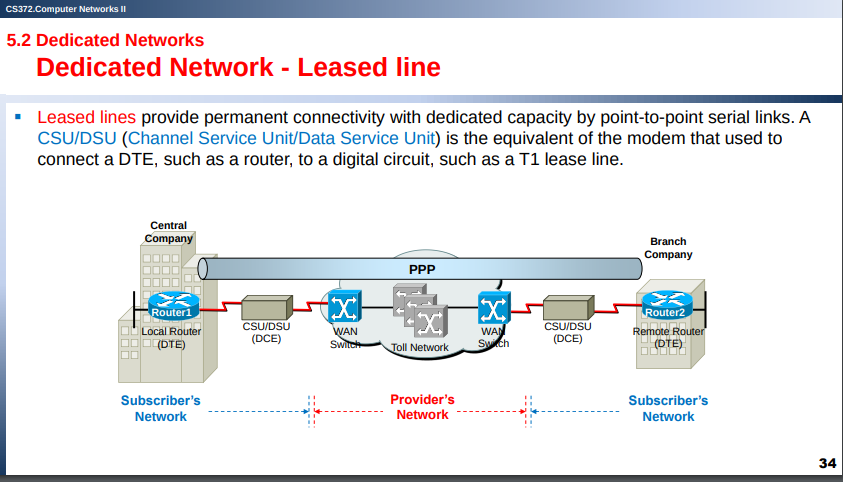 CS372.Computer Networks II
5.2 Dedicated Networks
Dedicated Network - Leased line
Leased lines provide permanent connectivity with dedicated capacity by point-to-point serial links. A
CSU/DSU (Channel Service Unit/Data Service Unit) is the equivalent of the modem that used to
connect a DTE, such as a router, to a digital circuit, such as a T1 lease line.
Central
Company
Branch
Company
PPP
Router1
Local Router
(DTE)
CSU/DSU
(DCE)
WAN
Switch
Toll Network
WAN
Switch
CSU/DSU
(DCE)
Router2
Remote Router
(DTE)
Subscriber's
Network
Provider's
Network
Subscriber's
Network
34